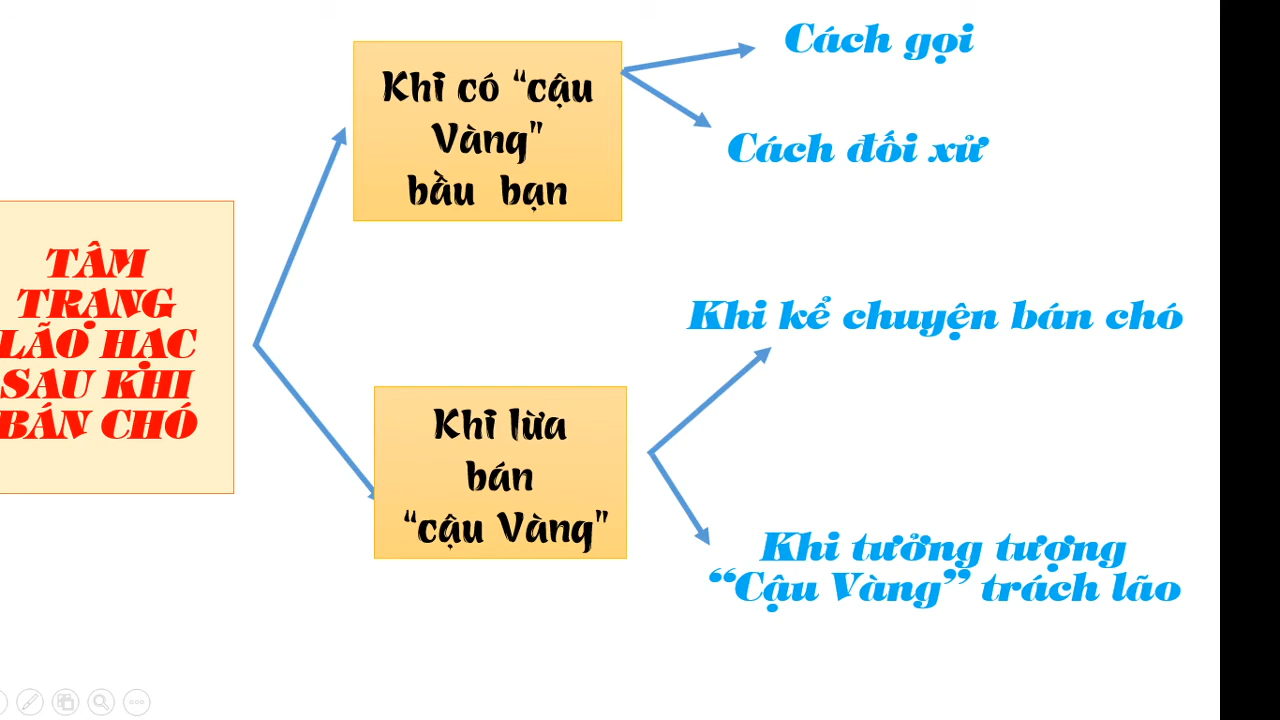 TÂM
TRẠNG
LÃO HẠC
SAU KHI
BÁN CHÓ
Khi có “cậu
Vàng"
bầu bạn
Cách gọi
Cách đối xử
Khi lừa
bán
“cậu Vàng"
Khi kể chuyện bán chó
Khi tưởng tượng
“Cậu Vàng” trách lão